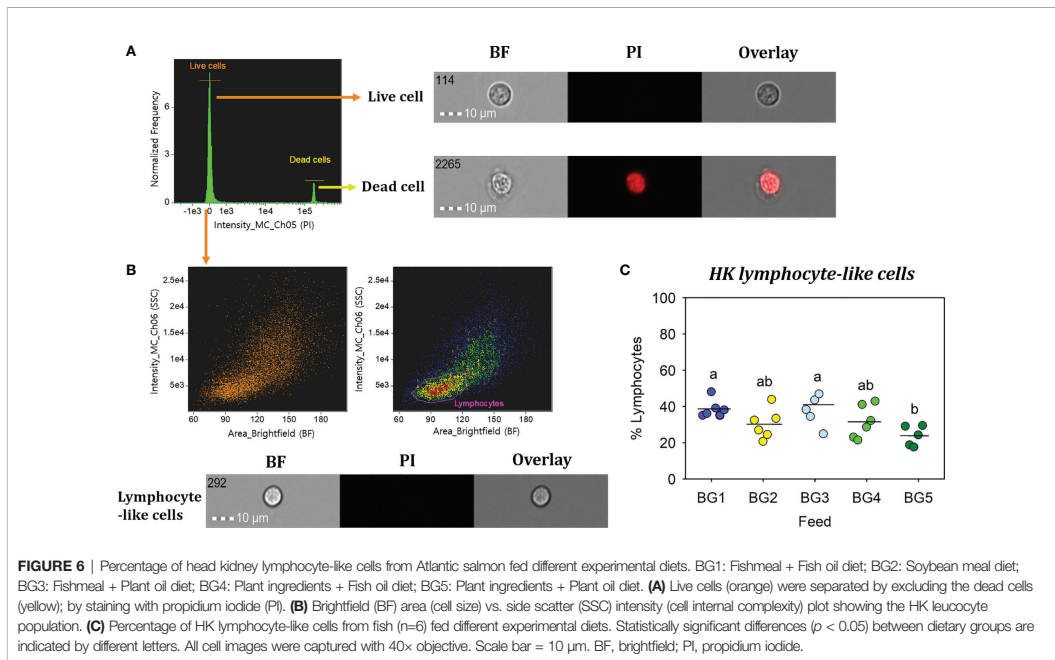 A
BF PI Overlay
Live cells
Normalized Frequency
6
3
0
Dead cells
-1e3 0 1e3 1e4 1e5
Intensity_MC_Ch05 (PI)
Live cell
114
10 μm
Dead cell
2265
10 μm
B
Intensity_MC_Ch06 (SSC)
2.5e4
2e4
1.5e4
1e4
5e3
60 90 120 150 180
Area_Brightfield (BF)
Intensity_MC_Ch06 (SSC)
2.5e4
2e4
1.5e4
1e4
5e3
Lymphocytes
60 90 120 150 180
Area_Brightfield (BF)
BF PI Overlay
Lymphocyte
-like cells
292
10 μm
C
HK lymphocyte-like cells
% Lymphocytes
100
80
60
40
20
0
a ab a ab b
BG1 BG2 BG3 BG4 BG5
Feed
FIGURE 6 | Percentage of head kidney lymphocyte-like cells from Atlantic salmon fed different experimental diets. BG1: Fishmeal + Fish oil diet; BG2: Soybean meal diet;
BG3: Fishmeal + Plant oil diet; BG4: Plant ingredients + Fish oil diet; BG5: Plant ingredients + Plant oil diet. (A) Live cells (orange) were separated by excluding the dead cells
(yellow); by staining with propidium iodide (PI). (B) Brightfield (BF) area (cell size) vs. side scatter (SSC) intensity (cell internal complexity) plot showing the HK leucocyte
population. (C) Percentage of HK lymphocyte-like cells from fish (n=6) fed different experimental diets. Statistically significant differences (p < 0.05) between dietary groups are
indicated by different letters. All cell images were captured with 40× objective. Scale bar = 10 μm. BF, brightfield; PI, propidium iodide.